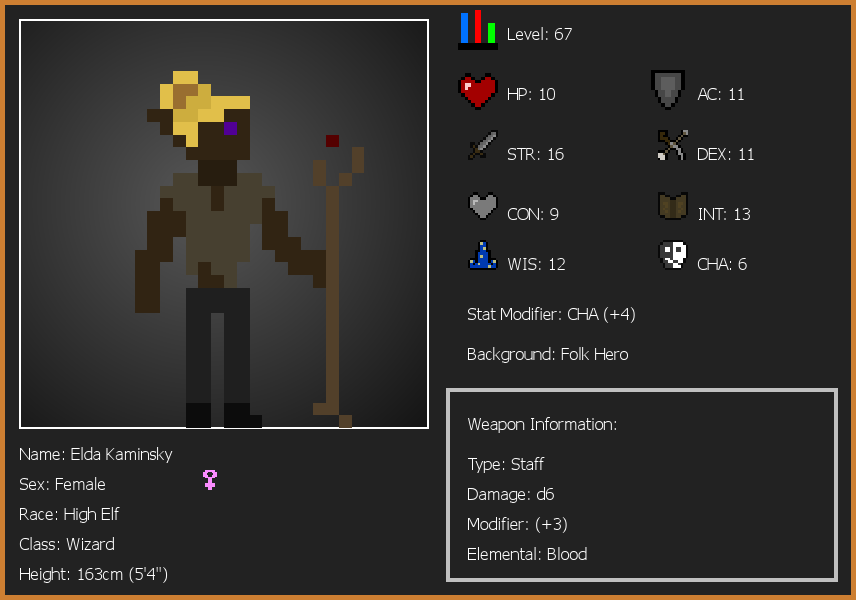 Level: 67
HP: 10
AC: 11
STR: 16
DEX: 11
CON: 9
INT: 13
WIS: 12
CHA: 6
Stat Modifier: CHA (+4)
Background: Folk Hero
Weapon Information:
Type: Staff
Damage: d6
Modifier: (+3)
Elemental: Blood
Name: Elda Kaminsky
Sex: Female
Race: High Elf
Class: Wizard
Height: 163cm (5'4")